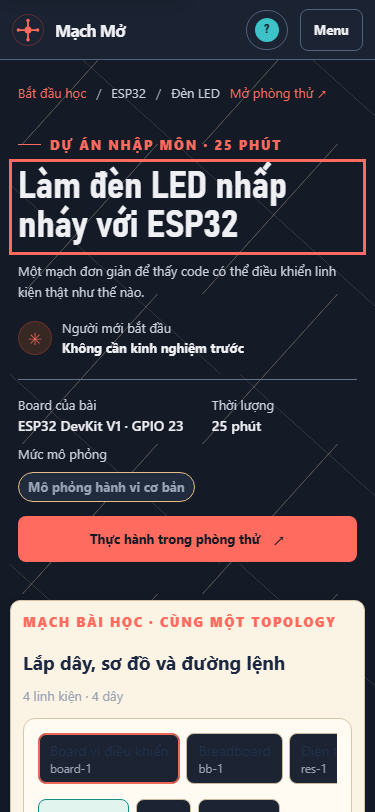 Mạch Mở
?
Menu
Bắt đầu học / ESP32 / Đèn LED Mở phòng thử ↗
DỰ ÁN NHẬP MÔN · 25 PHÚT
Làm đèn LED nhấp
nháy với ESP32
Một mạch đơn giản để thấy code có thể điều khiển linh
kiện thật như thế nào.
Người mới bắt đầu
Không cần kinh nghiệm trước
Board của bài
ESP32 DevKit V1 · GPIO 23
Thời lượng
25 phút
Mức mô phỏng
Mô phỏng hành vi cơ bản
Thực hành trong phòng thử ↗
MẠCH BÀI HỌC · CÙNG MỘT TOPOLOGY
Lắp dây, sơ đồ và đường lệnh
4 linh kiện · 4 dây
Board vi điều khiển
board-1
Breadboard
bb-1
Điện t
res-1